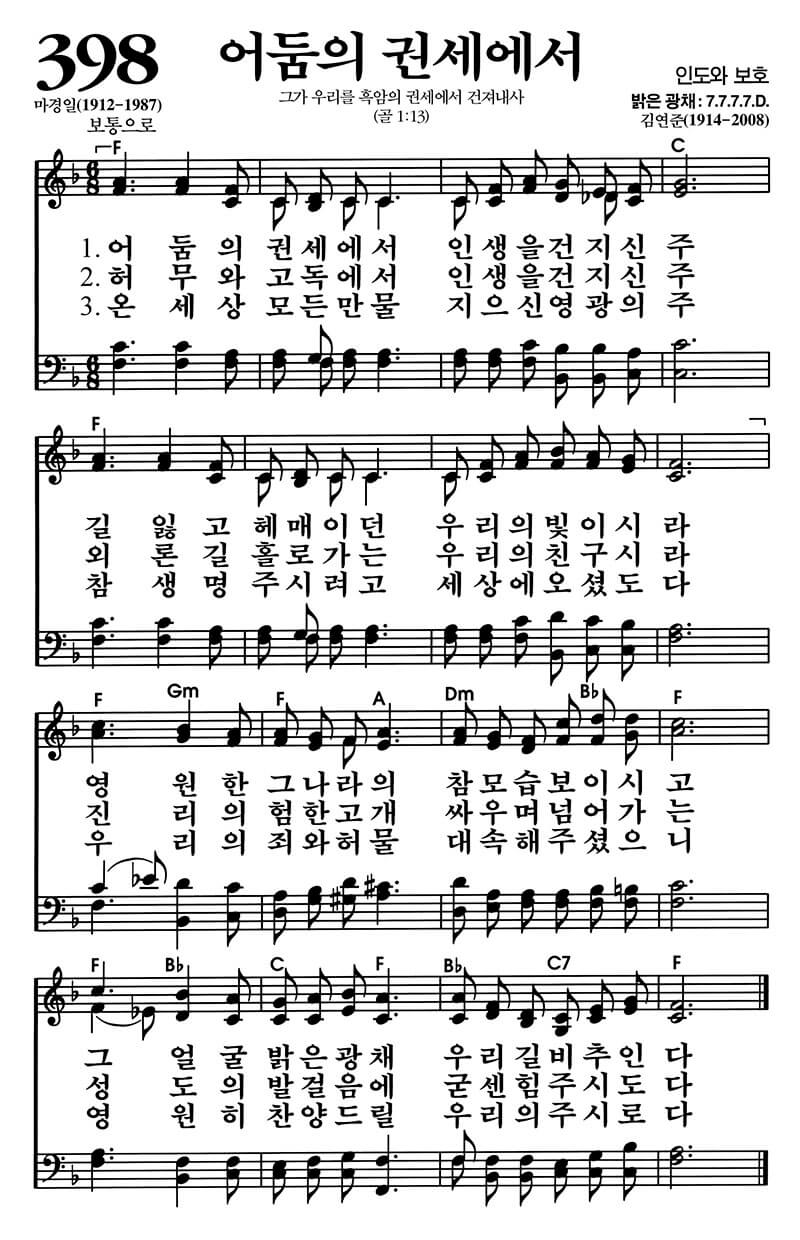 398
어둠의 권세에서
인도와 보호
마경일(1912-1987)
그가 우리를 흑암의 권세에서 건져내사
밝은 광채: 7.7.7.7.D.
보통으로
(골 1:13)
김연준(1914-2008)
F C
6 8
1. 어 둠 의 권 세 에 서 인 생 을 건 지 신 주
2. 허 무 와 고 독 에 서 인 생 을 건 지 신 주
3. 온 세 상 모 든 만 물 지 으 신 영 광 의 주
6 8
F
길 잃 고 헤 매 이 던 우 리 의 빛 이 시 라
외 론 길 홀 로 가 는 우 리 의 친 구 시 라
참 생 명 주 시 려 고 세 상 에 오 셨 도 다
F Gm F A Dm Bb F
영 원 한 그 나 라 의 참 모 습 보 이 시 고
진 리 의 험 한 고 개 싸 우 며 넘 어 가 는
우 리 의 죄 와 허 물 대 속 해 주 셨 으 니
F Bb C F Bb C7 F
그 얼 굴 밝 은 광 채 우 리 길 비 추 인 다
성 도 의 발 걸 음 에 굳 센 힘 주 시 도 다
영 원 히 찬 양 드 릴 우 리 의 주 시 로 다